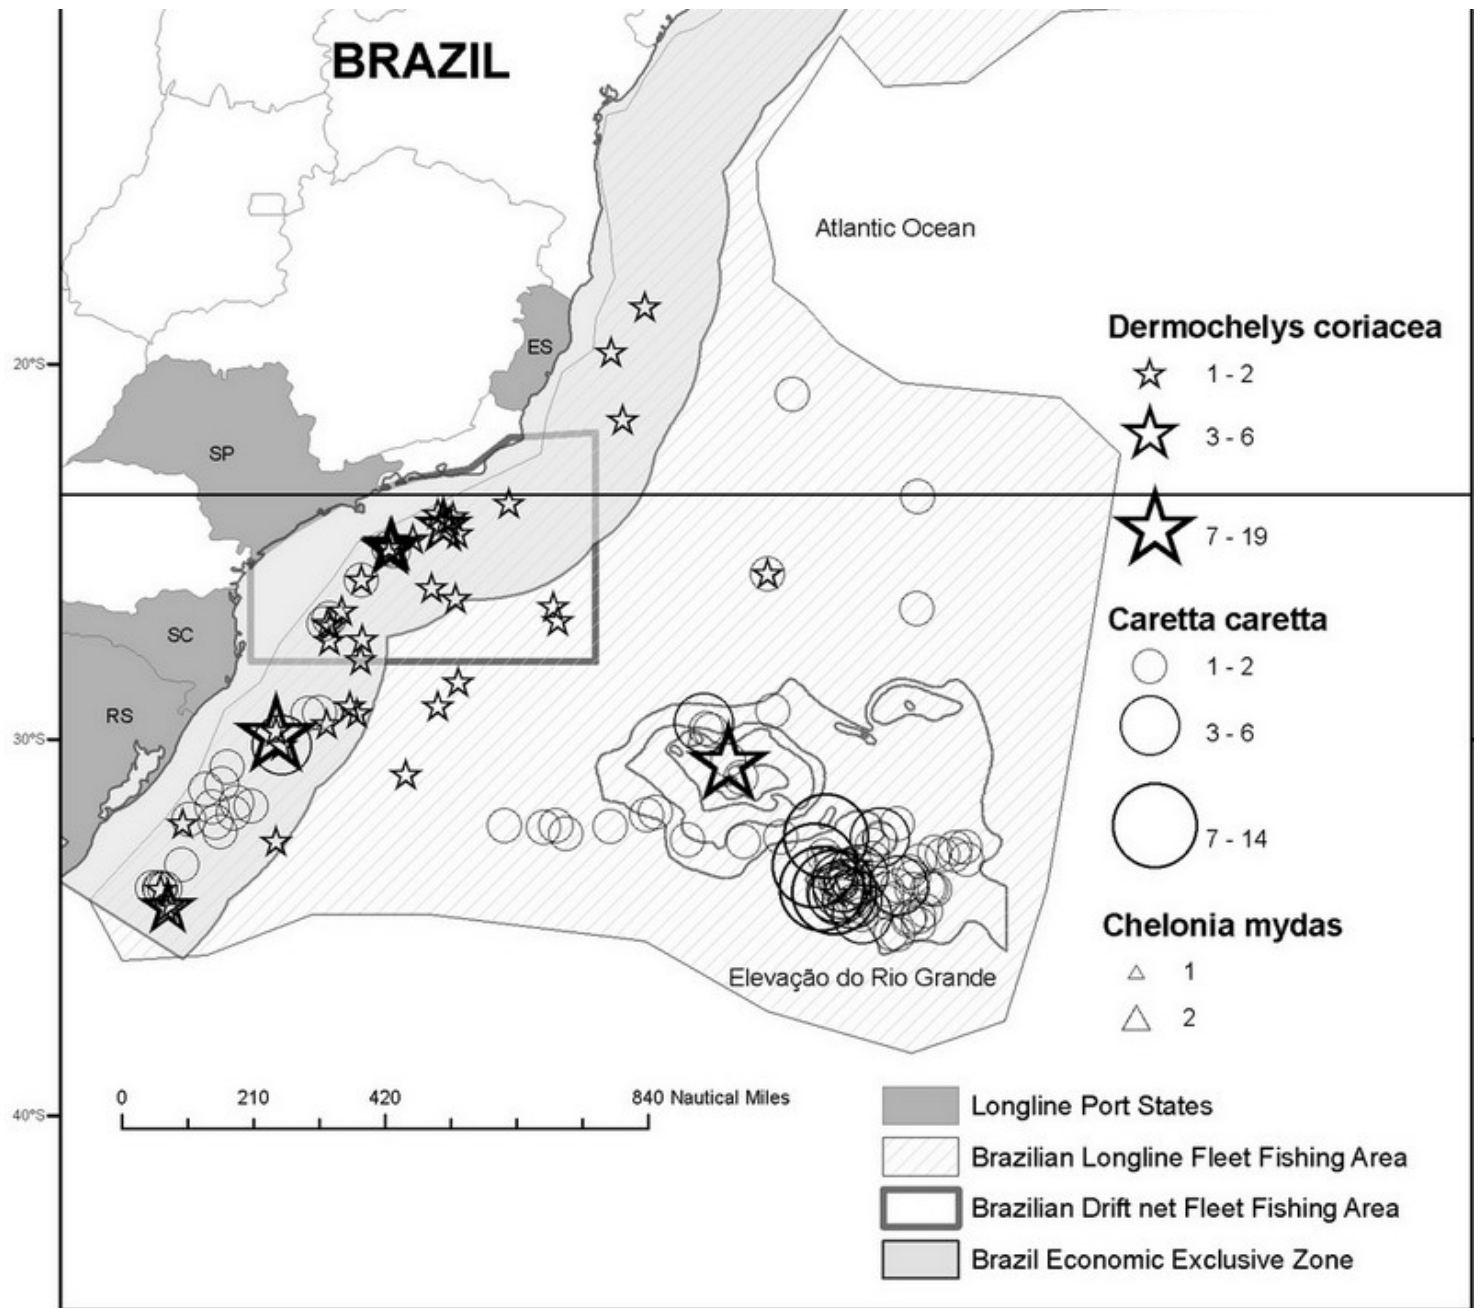 BRAZIL
Atlantic Ocean
Dermochelys coriacea
ES
20°S
1 - 2
3 - 6
SP
7 - 19
Caretta caretta
SC
1 - 2
RS
3 - 6
30°S
7 - 14
Chelonia mydas
Elevação do Rio Grande
1
2
0 210 420 840 Nautical Miles
40°S
Longline Port States
Brazilian Longline Fleet Fishing Area
Brazilian Drift net Fleet Fishing Area
Brazil Economic Exclusive Zone